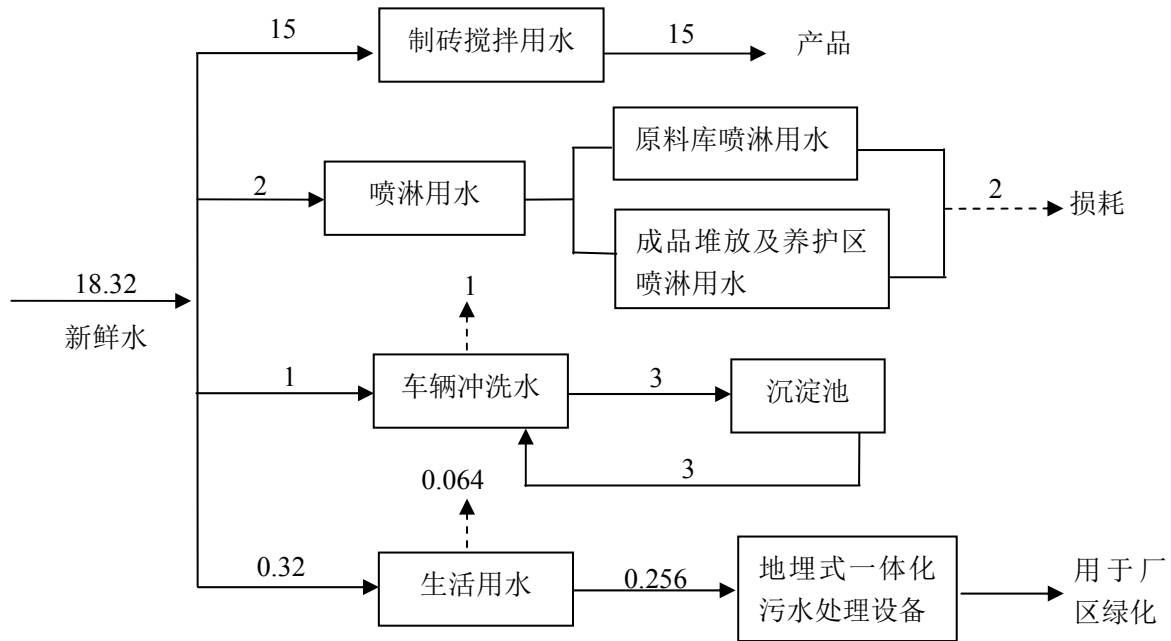 15
制砖搅拌用水
15
产品
原料库喷淋用水
2
喷淋用水
2
损耗
成品堆放及养护区
喷淋用水
18.32
新鲜水
1
1
车辆冲洗水
3
沉淀池
3
0.064
0.32
生活用水
0.256
地埋式一体化
污水处理设备
用于厂
区绿化